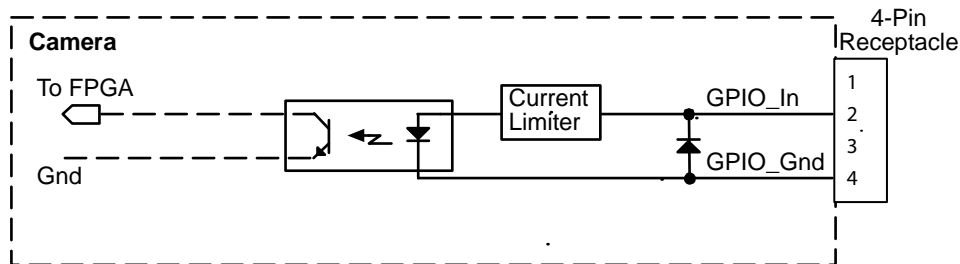 4-Pin
Receptacle
Camera
To FPGA
Gnd
Current
Limiter
GPIO_In
GPIO_Gnd
1
2
3
4